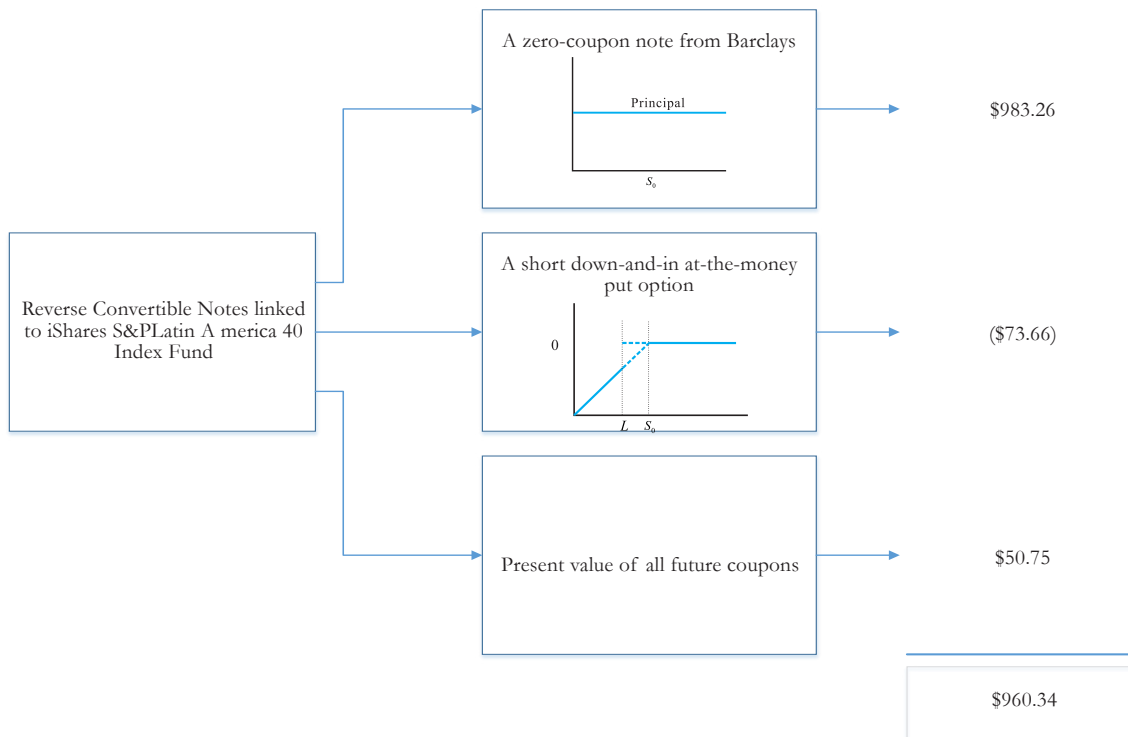 A zero-coupon note from Barclays
Principal
S₀
$983.26
Reverse Convertible Notes linked
to iShares S&PLatin A merica 40
Index Fund
A short down-and-in at-the-money
put option
0
L S₀
($73.66)
Present value of all future coupons
$50.75
$960.34